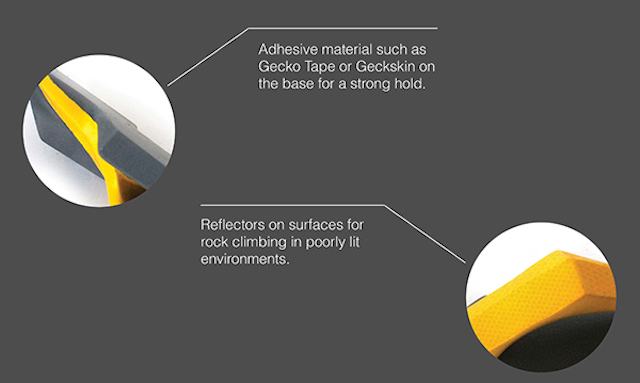 Adhesive material such as
Gecko Tape or Geckskin on
the base for a strong hold.
Reflectors on surfaces for
rock climbing in poorly lit
environments.